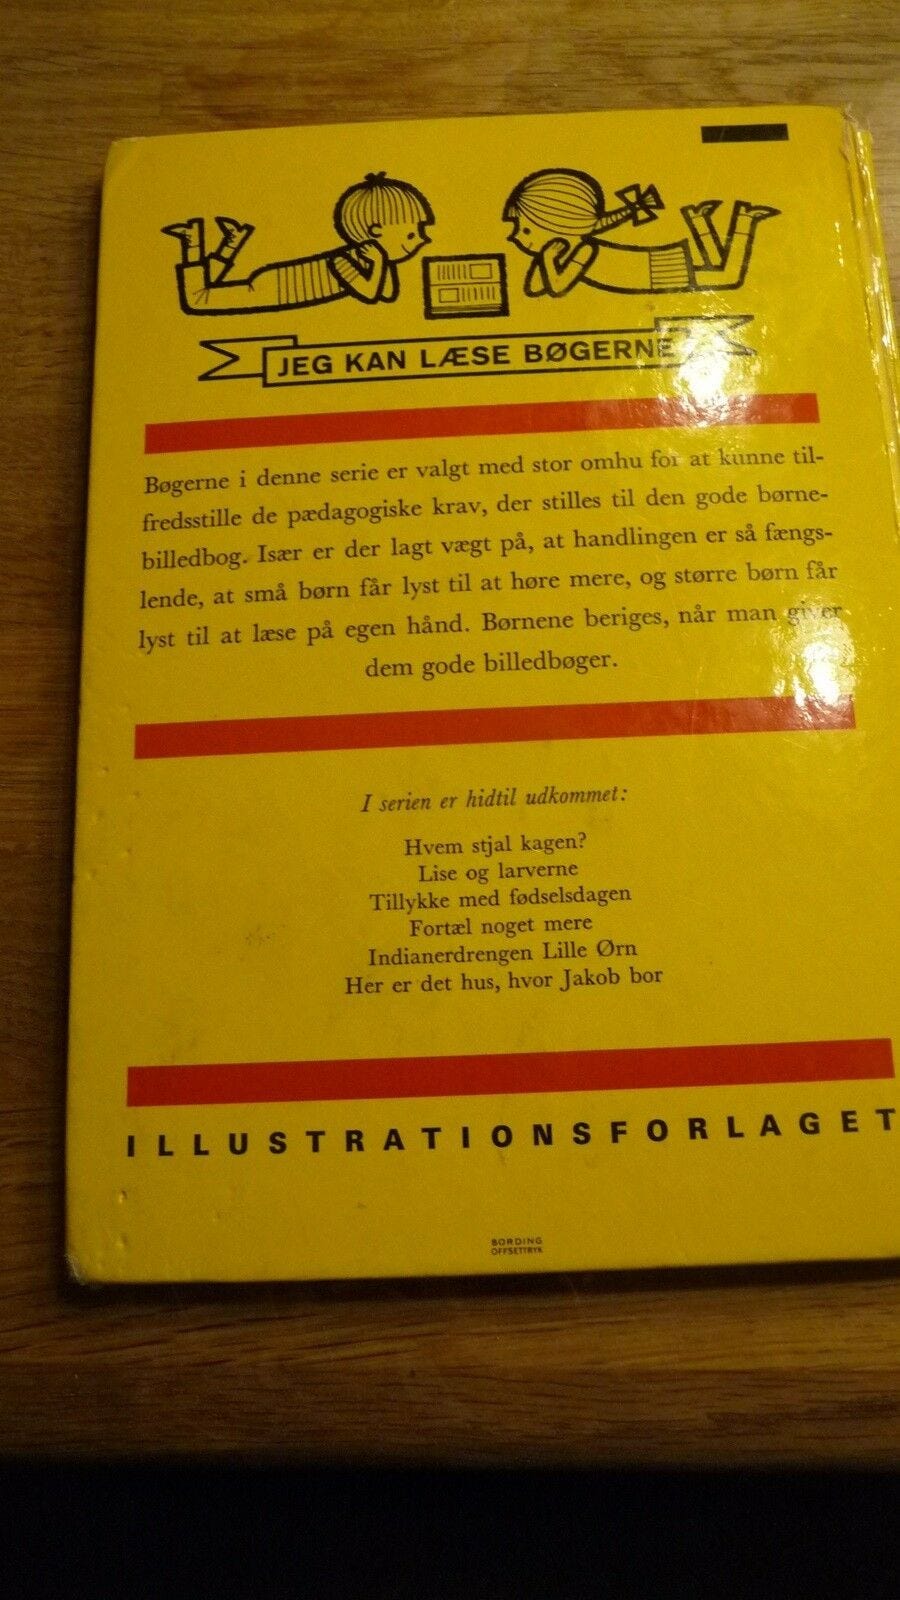 JEG KAN LÆSE BØGERNE
Bøgerne i denne serie er valgt med stor omhu for at kunne til-
fredsstille de pædagogiske krav, der stilles til den gode børne-
billedbog. Især er der lagt vægt på, at handlingen er så fængs-
lende, at små børn får lyst til at høre mere, og større børn får
lyst til at læse på egen hånd. Børnene beriges, når man giver
dem gode billedbøger.
I serien er hidtil udkommet:
Hvem stjal kagen?
Lise og larverne
Tillykke med fødselsdagen
Fortæl noget mere
Indianerdrengen Lille Ørn
Her er det hus, hvor Jakob bor
ILLUSTRATIONSFORLAGET
BORDING
OFFSETTRYK